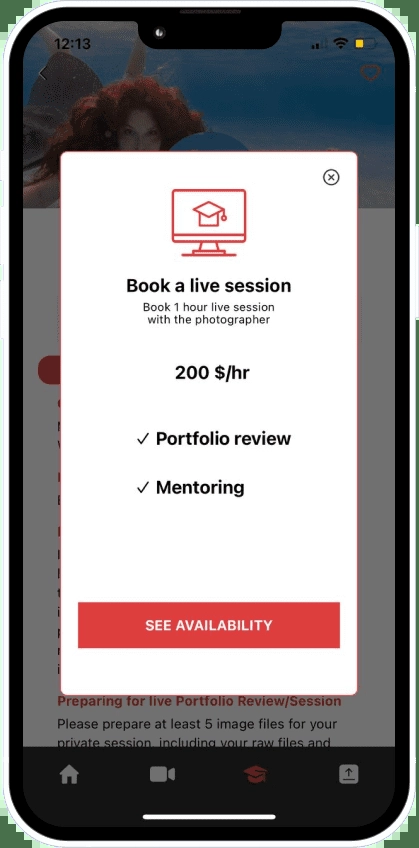 12:13
Book a live session
Book 1 hour live session
with the photographer
200 $/hr
✓ Portfolio review
✓ Mentoring
SEE AVAILABILITY
Preparing for live Portfolio Review/Session
Please prepare at least 5 image files for your
private session, including your raw files and